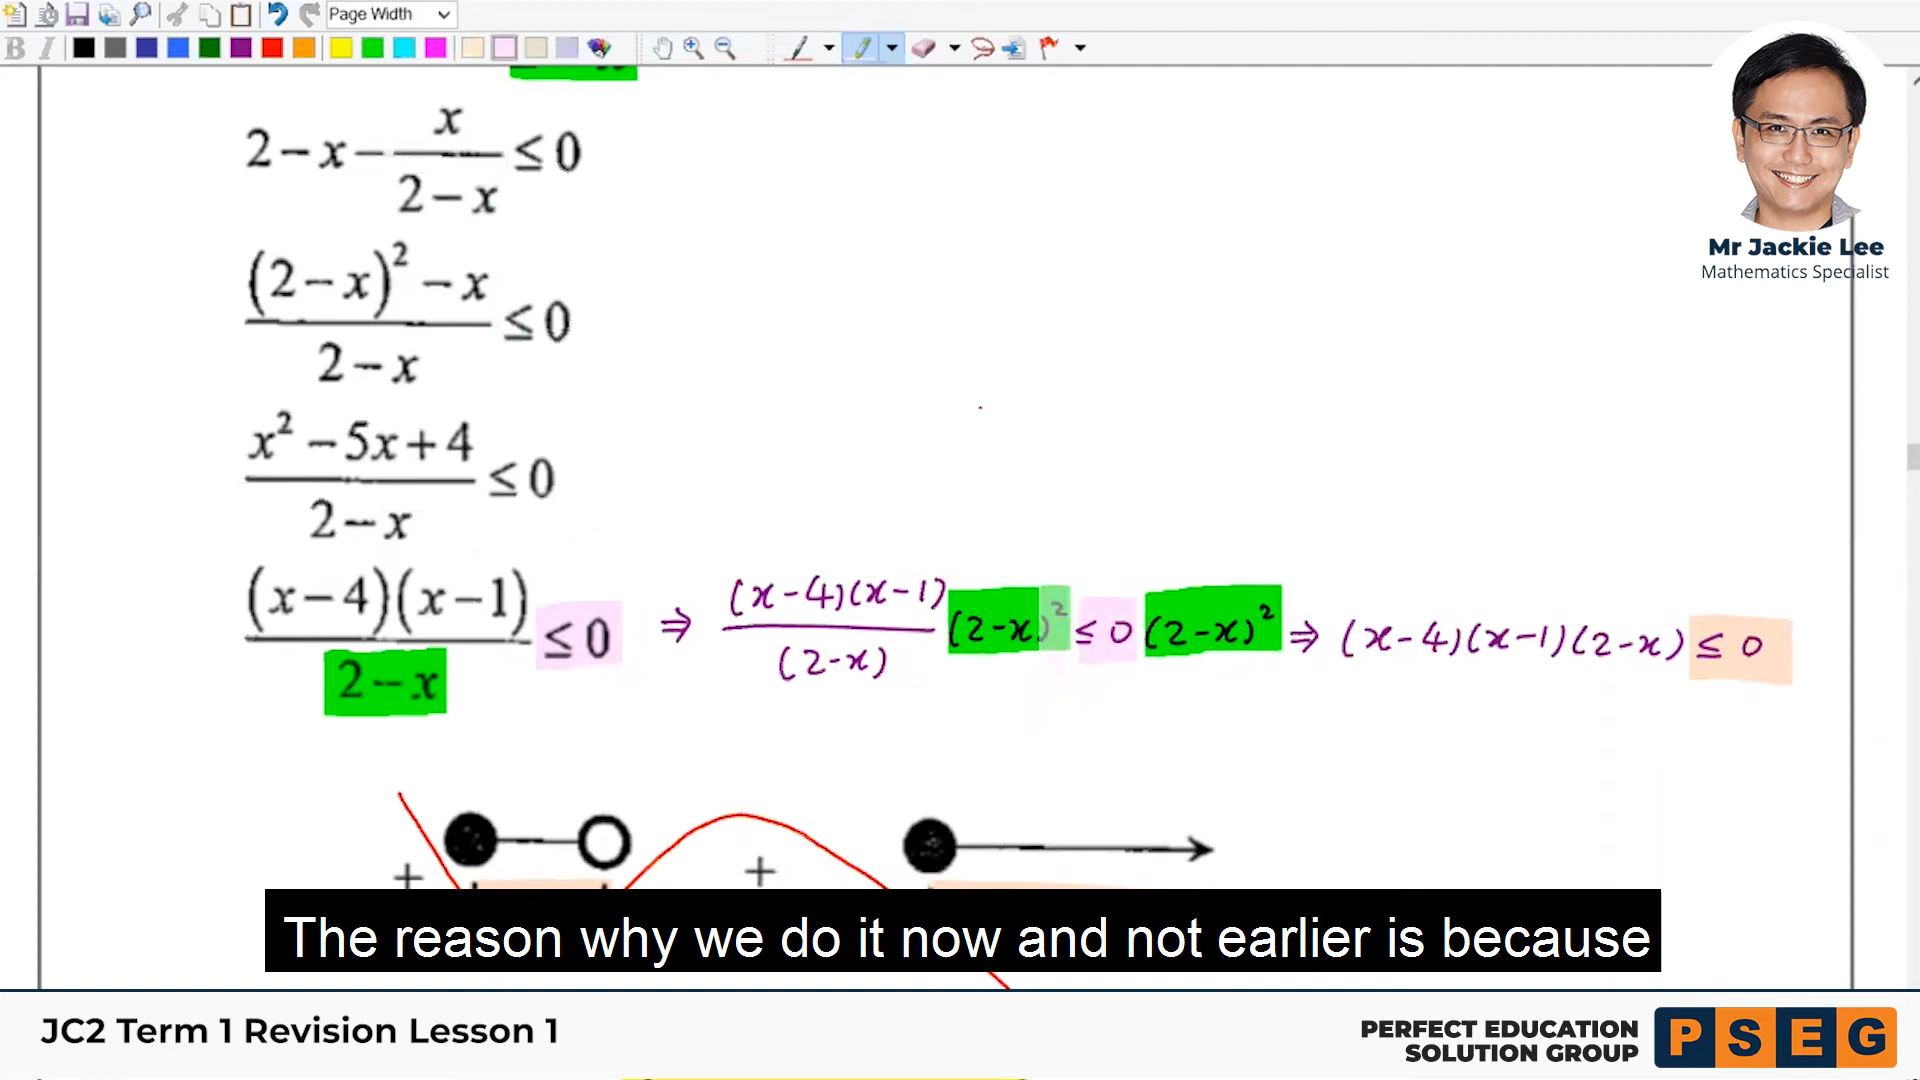 Page Width
B I
2 − x − x/(2 − x) ≤ 0
((2 − x)² − x)/(2 − x) ≤ 0
(x² − 5x + 4)/(2 − x) ≤ 0
((x − 4)(x − 1))/(2 − x) ≤ 0 ⇒ ((x-4)(x-1))/((2-x)) (2-x)² ≤ 0 (2-x)² ⇒ (x-4)(x-1)(2-x) ≤ 0
+ +
The reason why we do it now and not earlier is because
Mr Jackie Lee
Mathematics Specialist
JC2 Term 1 Revision Lesson 1
PERFECT EDUCATION
SOLUTION GROUP
PSEG